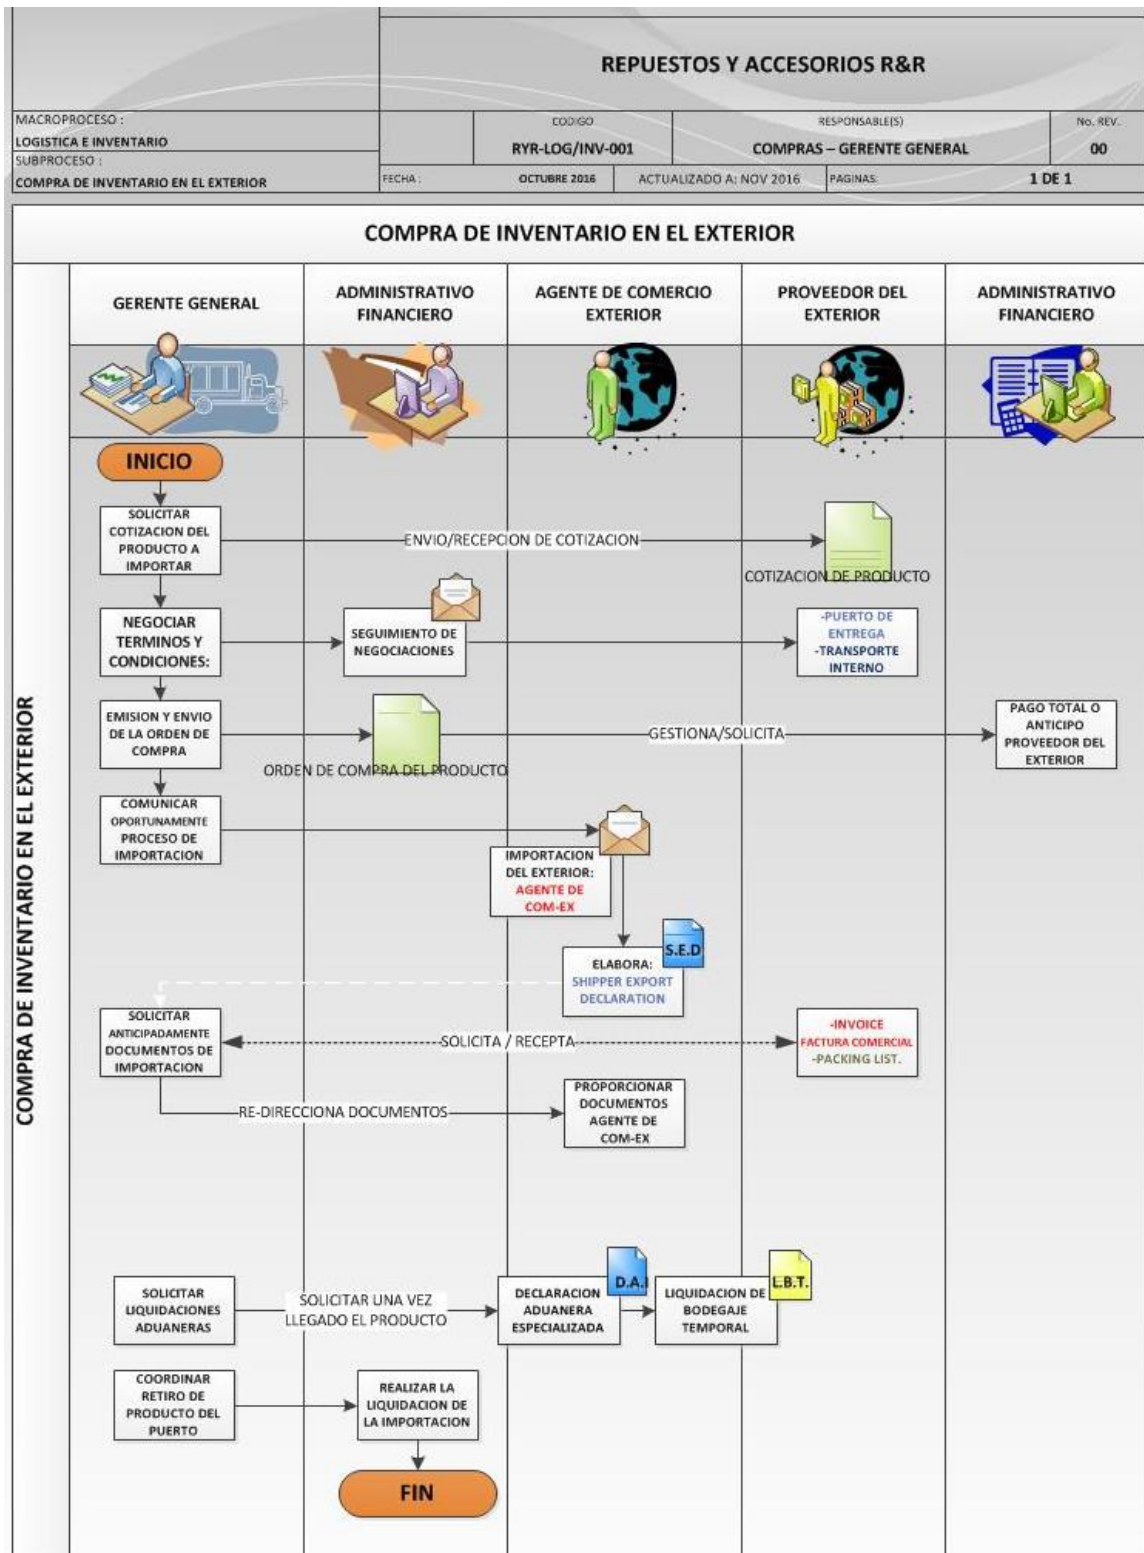 REPUESTOS Y ACCESORIOS R&R
MACROPROCESO :
LOGISTICA E INVENTARIO
SUBPROCESO :
COMPRA DE INVENTARIO EN EL EXTERIOR
CODIGO
RYR-LOG/INV-001
RESPONSABLE(S)
COMPRAS – GERENTE GENERAL
No. REV.
00
FECHA :
OCTUBRE 2016
ACTUALIZADO A: NOV 2016
PAGINAS:
1 DE 1
COMPRA DE INVENTARIO EN EL EXTERIOR
COMPRA DE INVENTARIO EN EL EXTERIOR
GERENTE GENERAL
ADMINISTRATIVO
FINANCIERO
AGENTE DE COMERCIO
EXTERIOR
PROVEEDOR DEL
EXTERIOR
ADMINISTRATIVO
FINANCIERO
INICIO
SOLICITAR
COTIZACION DEL
PRODUCTO A
IMPORTAR
ENVIO/RECEPCION DE COTIZACION
COTIZACION DE PRODUCTO
NEGOCIAR
TERMINOS Y
CONDICIONES:
SEGUIMIENTO DE
NEGOCIACIONES
-PUERTO DE
ENTREGA
-TRANSPORTE
INTERNO
EMISION Y ENVIO
DE LA ORDEN DE
COMPRA
ORDEN DE COMPRA DEL PRODUCTO
GESTIONA/SOLICITA
PAGO TOTAL O
ANTICIPO
PROVEEDOR DEL
EXTERIOR
COMUNICAR
OPORTUNAMENTE
PROCESO DE
IMPORTACION
IMPORTACION
DEL EXTERIOR:
AGENTE DE
COM-EX
S.E.D
ELABORA:
SHIPPER EXPORT
DECLARATION
SOLICITAR
ANTICIPADAMENTE
DOCUMENTOS DE
IMPORTACION
SOLICITA / RECEPTA
-INVOICE
FACTURA COMERCIAL
-PACKING LIST.
RE-DIRECCIONA DOCUMENTOS
PROPORCIONAR
DOCUMENTOS
AGENTE DE
COM-EX
SOLICITAR
LIQUIDACIONES
ADUANERAS
SOLICITAR UNA VEZ
LLEGADO EL PRODUCTO
D.A.I
DECLARACION
ADUANERA
ESPECIALIZADA
L.B.T.
LIQUIDACION DE
BODEGAJE
TEMPORAL
COORDINAR
RETIRO DE
PRODUCTO DEL
PUERTO
REALIZAR LA
LIQUIDACION DE
LA IMPORTACION
FIN